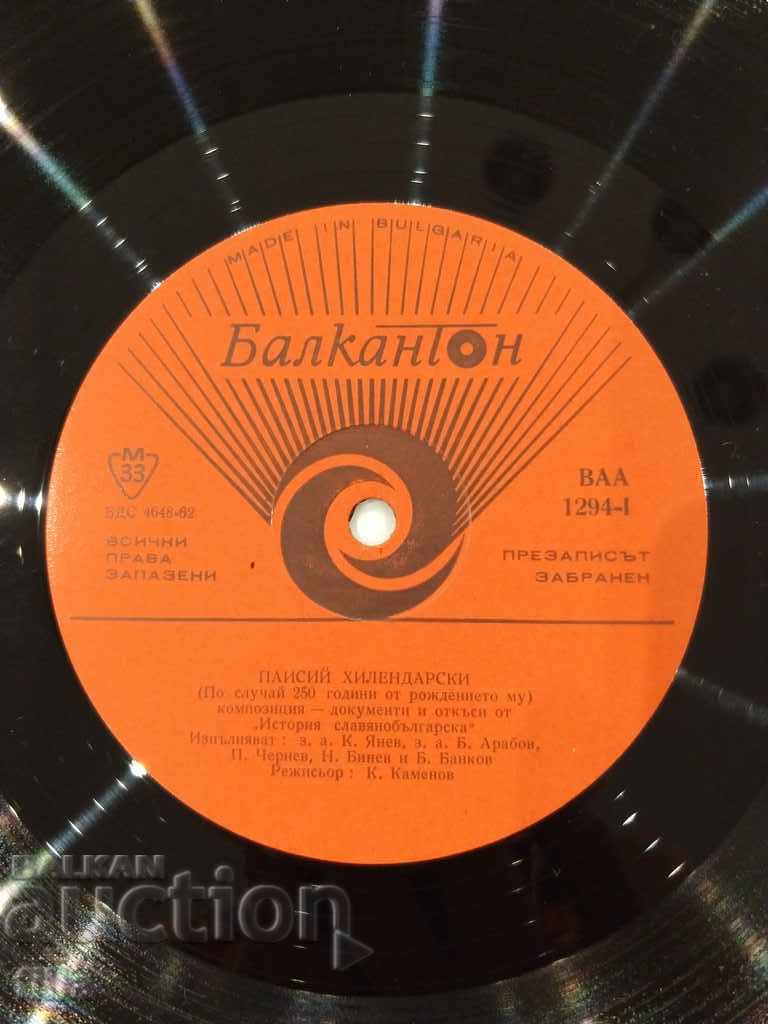 MADE IN BULGARIA
Балкантон
М
33
БДС 4648-62
ВСИЧКИ
ПРАВА
ЗАПАЗЕНИ
ВАА
1294-I
ПРЕЗАПИСЪТ
ЗАБРАНЕН
ПАИСИЙ ХИЛЕНДАРСКИ
(По случай 250 години от рождението му)
композиция — документи и откъси от
„История славянобългарска"
Изпълняват : з. а. К. Янев, з. а. Б. Арабов,
П. Чернев, Н. Бинев и Б. Банков
Режисьор : К. Каменов
BALKAN
auction